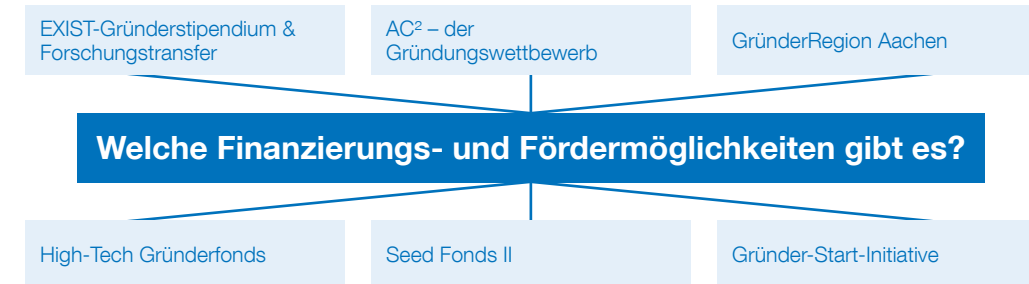 EXIST-Gründerstipendium &
Forschungstransfer
AC² – der
Gründungswettbewerb
GründerRegion Aachen
Welche Finanzierungs- und Fördermöglichkeiten gibt es?
High-Tech Gründerfonds
Seed Fonds II
Gründer-Start-Initiative